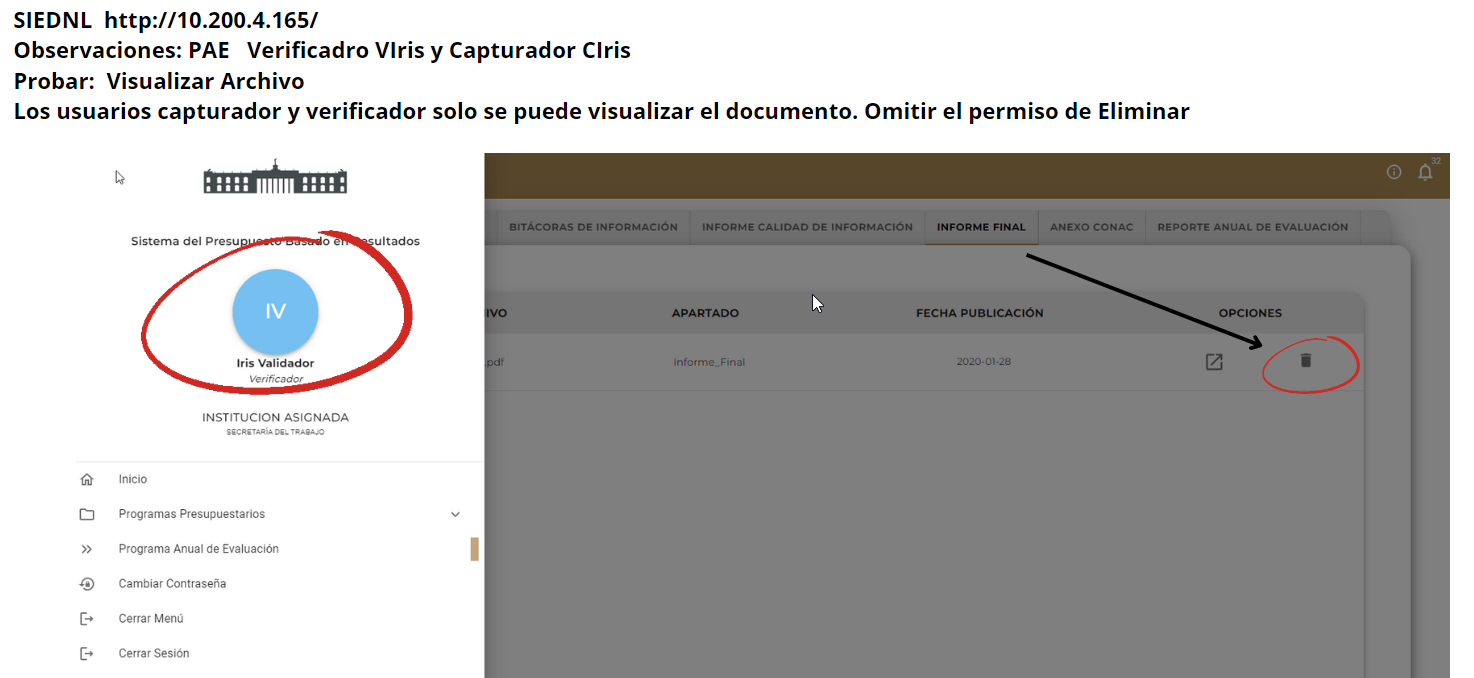 SIEDNL http://10.200.4.165/
Observaciones: PAE Verificadro VIris y Capturador CIris
Probar: Visualizar Archivo
Los usuarios capturador y verificador solo se puede visualizar el documento. Omitir el permiso de Eliminar
32
Sistema del Presupuesto Basado en Resultados
BITÁCORAS DE INFORMACIÓN INFORME CALIDAD DE INFORMACIÓN INFORME FINAL ANEXO CONAC REPORTE ANUAL DE EVALUACIÓN
IV
IVO APARTADO FECHA PUBLICACIÓN OPCIONES
Iris Validador
Verificador
.pdf Informe_Final 2020-01-28
INSTITUCION ASIGNADA
SECRETARÍA DEL TRABAJO
Inicio
Programas Presupuestarios
Programa Anual de Evaluación
Cambiar Contraseña
Cerrar Menú
Cerrar Sesión